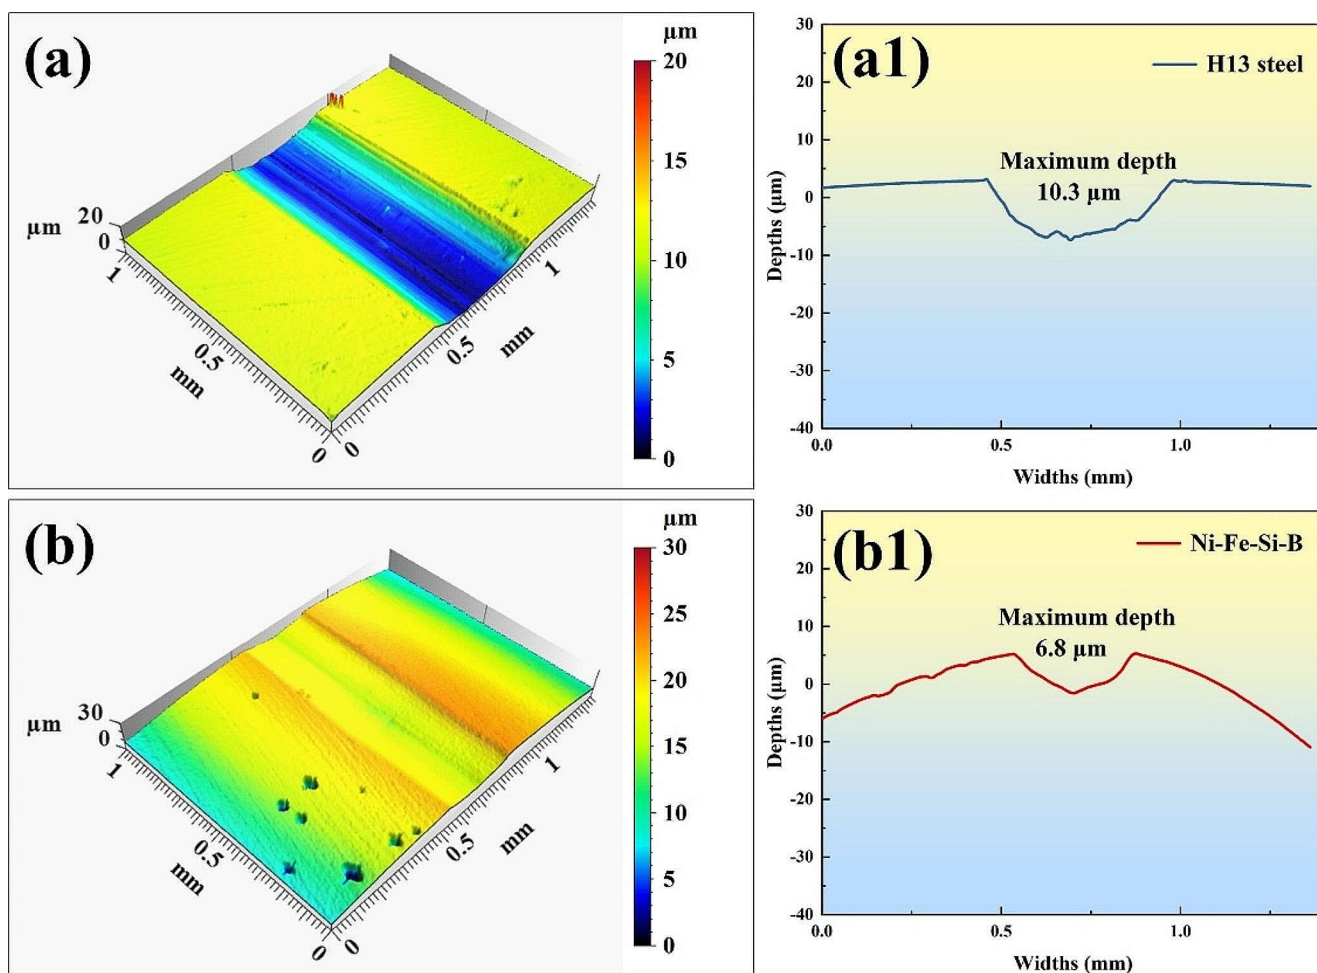 (a)
µm
20
15
10
5
0
µm
20
0
1
0.5
mm
0
0
0.5
mm
1
(a1)
H13 steel
Maximum depth
10.3 µm
Depths (µm)
30
20
10
0
-10
-20
-30
-40
0.0
0.5
1.0
Widths (mm)
(b)
µm
30
25
20
15
10
5
0
µm
30
0
1
0.5
mm
0
0
0.5
mm
1
(b1)
Ni-Fe-Si-B
Maximum depth
6.8 µm
Depths (µm)
30
20
10
0
-10
-20
-30
-40
0.0
0.5
1.0
Widths (mm)